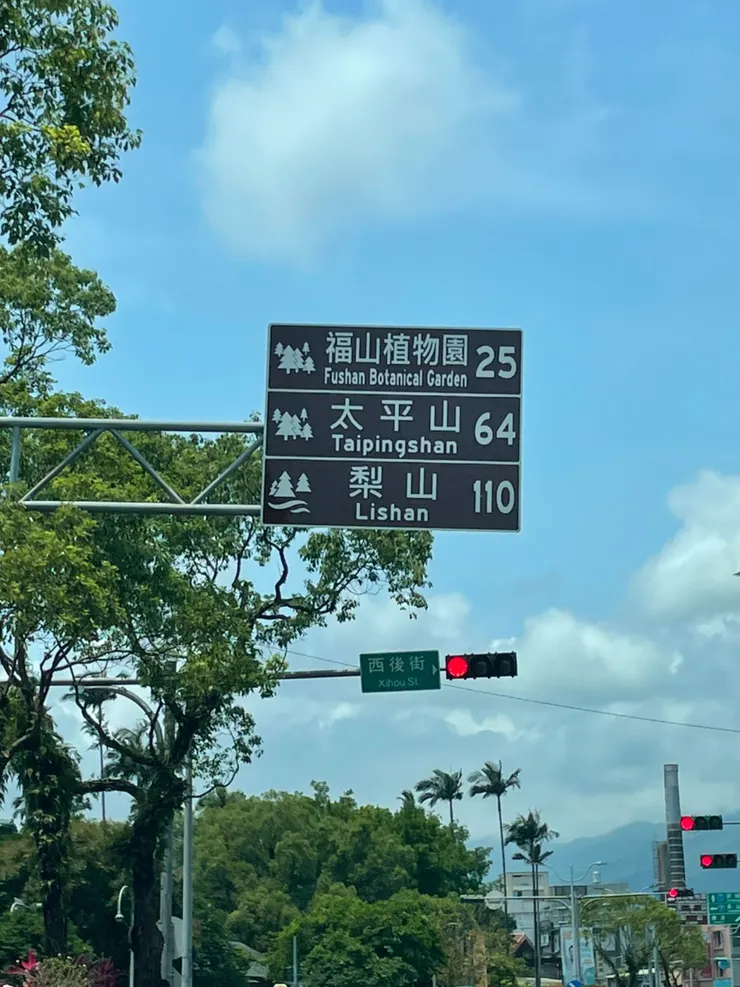 福山植物園 25
Fushan Botanical Garden
太平山 64
Taipingshan
梨山 110
Lishan
西後街
Xihou St.